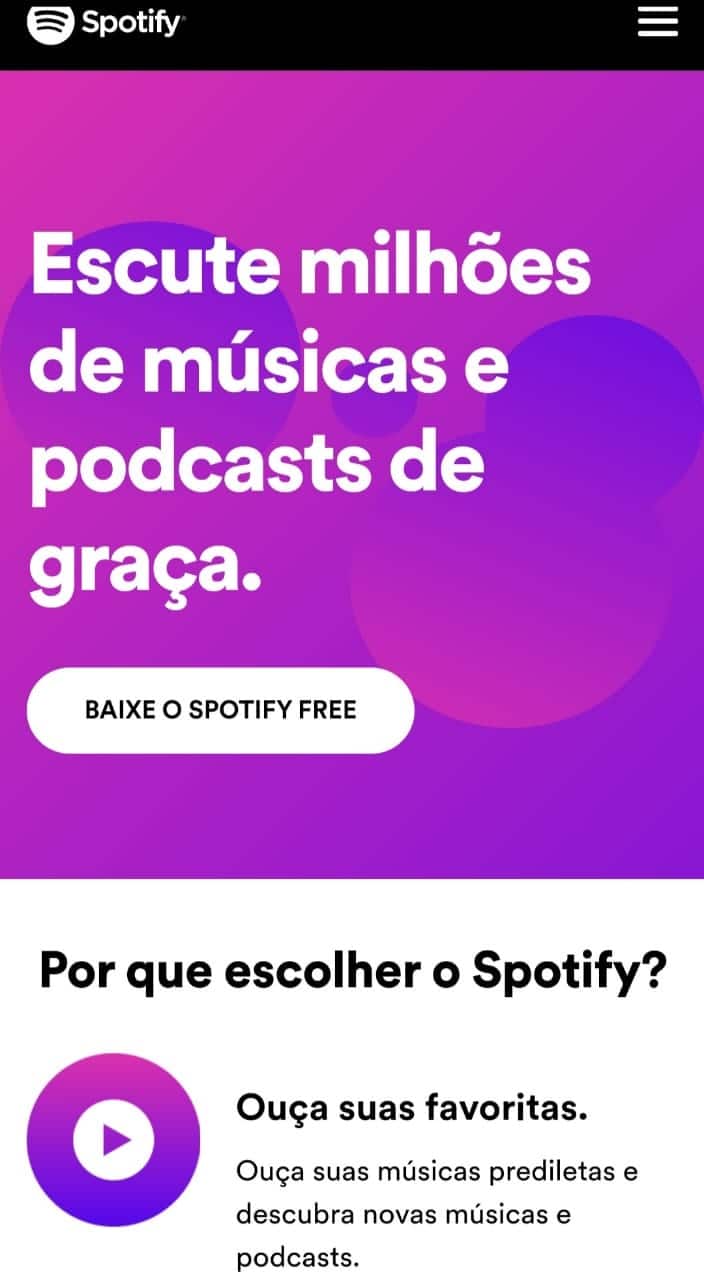 Spotify
Escute milhões
de músicas e
podcasts de
graça.
BAIXE O SPOTIFY FREE
Por que escolher o Spotify?
Ouça suas favoritas.
Ouça suas músicas prediletas e
descubra novas músicas e
podcasts.